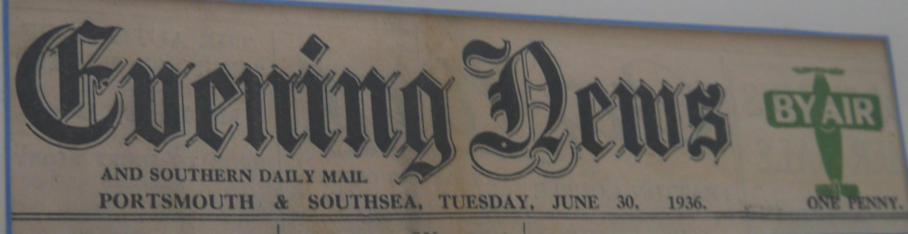 Evening News
BY AIR
AND SOUTHERN DAILY MAIL
PORTSMOUTH & SOUTHSEA, TUESDAY, JUNE 30, 1936. ONE PENNY.